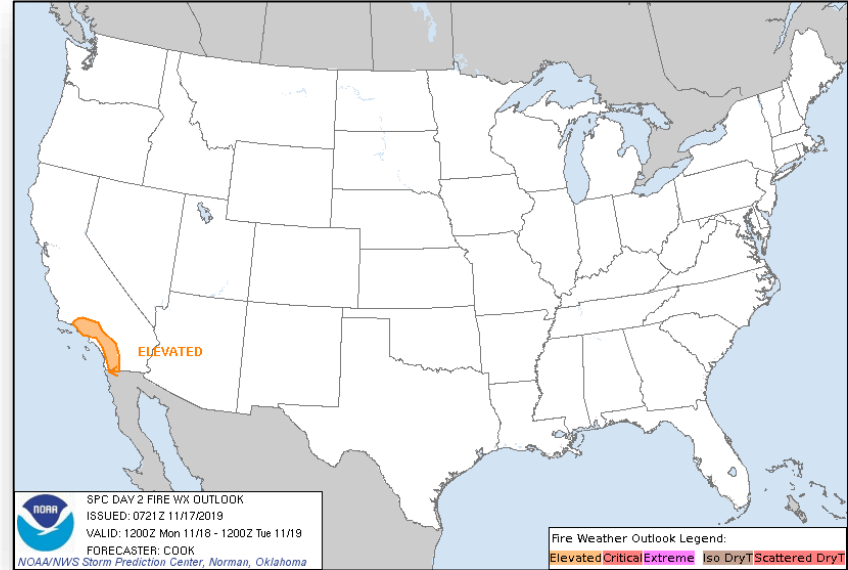 ELEVATED
NOAA
SPC DAY 2 FIRE WX OUTLOOK
ISSUED: 0721Z 11/17/2019
VALID: 1200Z Mon 11/18 - 1200Z Tue 11/19
FORECASTER: COOK
NOAA/NWS Storm Prediction Center, Norman, Oklahoma
Fire Weather Outlook Legend:
Elevated Critical Extreme Iso DryT Scattered DryT